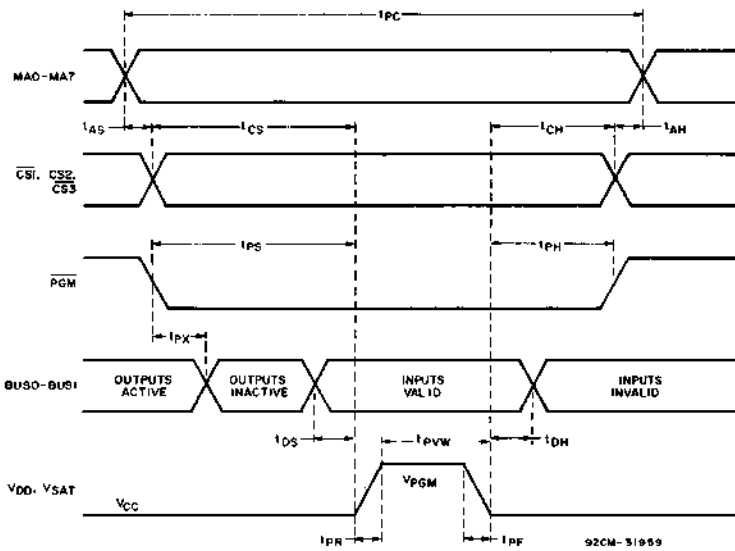 tPC
MA0-MA7
tAS
tCS
tCH
tAH
CS1, CS2,
CS3
tPS
tPH
PGM
tPX
BUS0-BUS1
OUTPUTS
ACTIVE
OUTPUTS
INACTIVE
INPUTS
VALID
INPUTS
INVALID
tDS
tPVW
tDH
VDD, VSAT
VCC
VPGM
tPR
tPF
92CM-31959